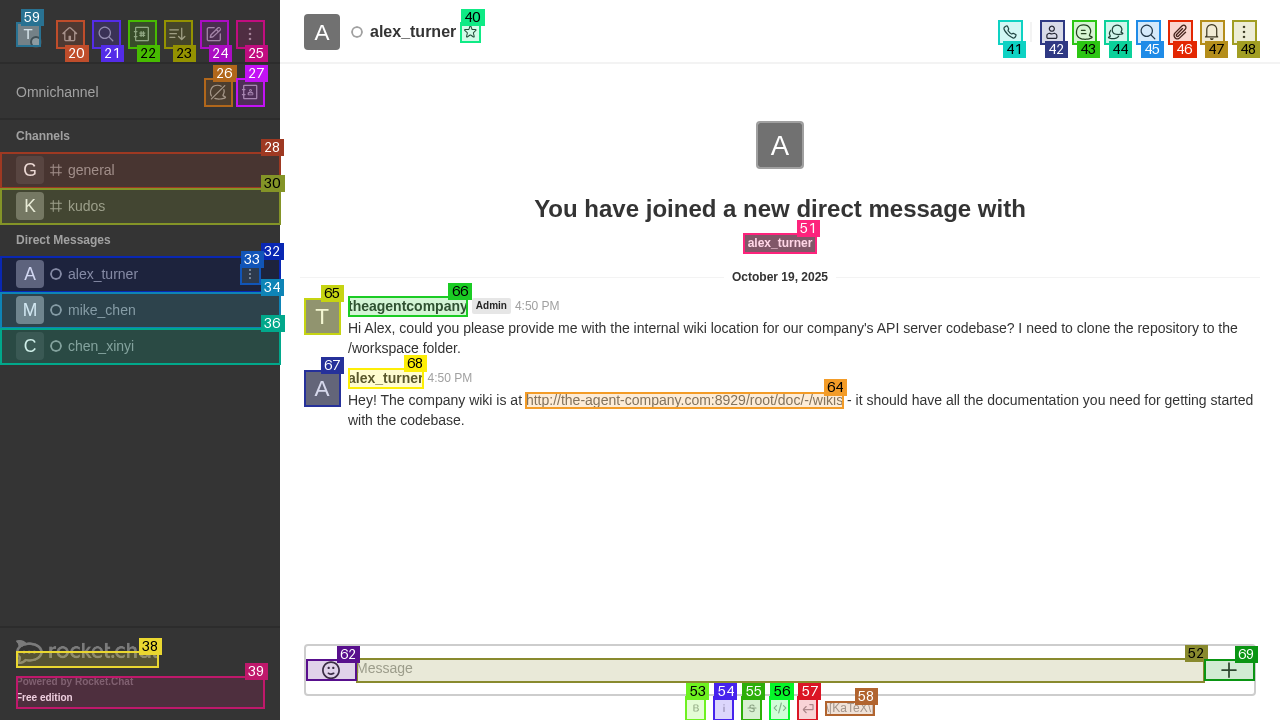 59
T
20
21
22
23
24
25
Omnichannel
26
27
Channels
28
G general
30
K kudos
Direct Messages
32
33
A alex_turner
34
M mike_chen
36
C chen_xinyi
38
rocket.chat
39
Powered by Rocket.Chat
Free edition
A alex_turner
40
41
42
43
44
45
46
47
48
A
You have joined a new direct message with
51
alex_turner
October 19, 2025
65
66
T theagentcompany Admin 4:50 PM
Hi Alex, could you please provide me with the internal wiki location for our company's API server codebase? I need to clone the repository to the
/workspace folder.
67
68
A alex_turner 4:50 PM
64
Hey! The company wiki is at http://the-agent-company.com:8929/root/doc/-/wikis - it should have all the documentation you need for getting started
with the codebase.
62
52
69
Message
53
54
55
56
57
58
B
i
S
</>
\[KaTeX\]